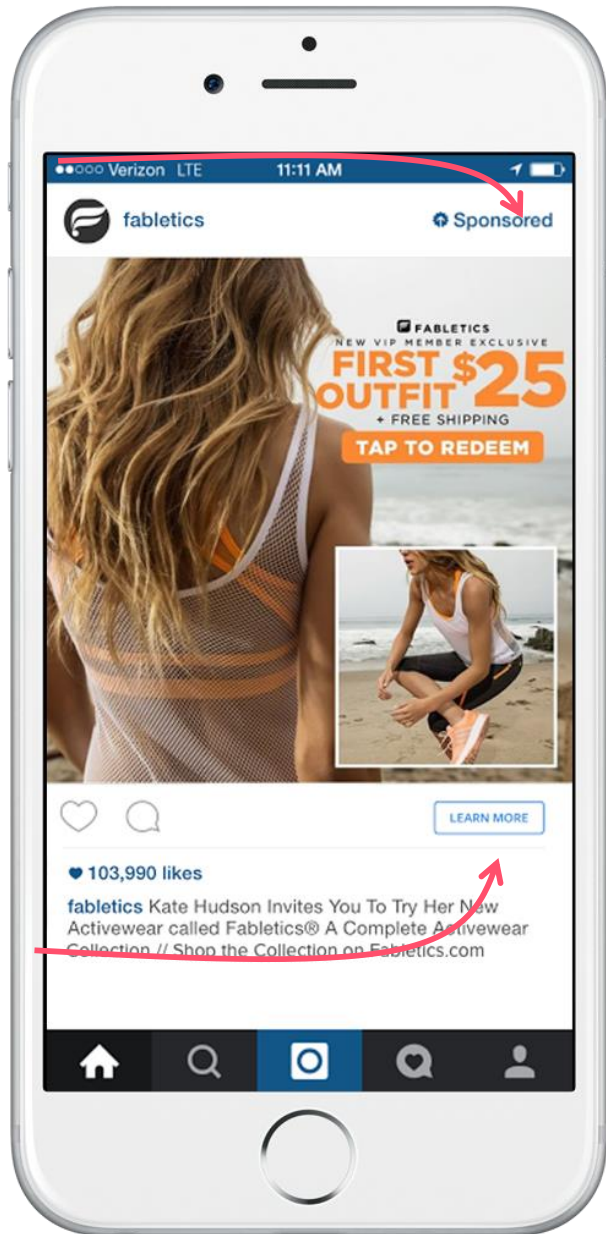 Verizon LTE 11:11 AM
fabletics Sponsored
FABLETICS
NEW VIP MEMBER EXCLUSIVE
FIRST OUTFIT $25
+ FREE SHIPPING
TAP TO REDEEM
LEARN MORE
103,990 likes
fabletics Kate Hudson Invites You To Try Her New
Activewear called Fabletics® A Complete Activewear
Collection // Shop the Collection on Fabletics.com